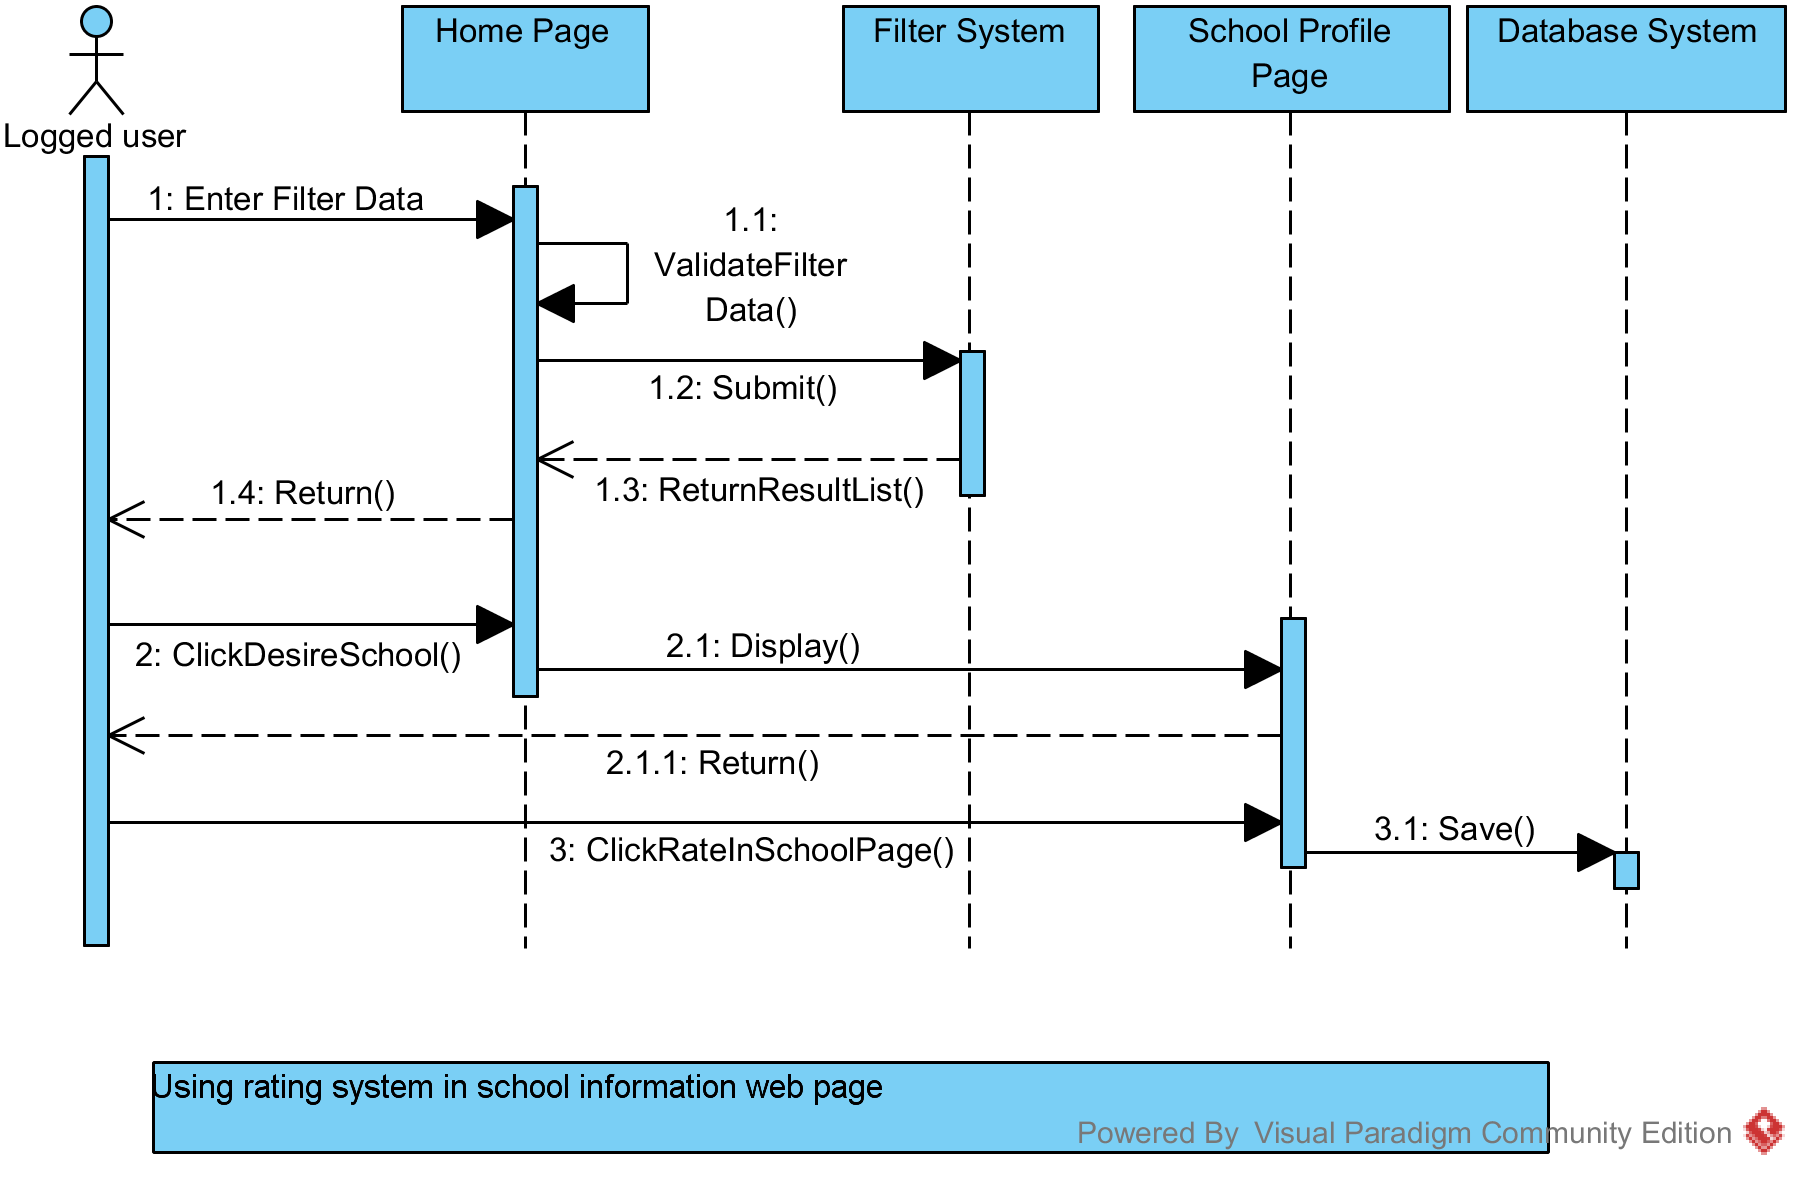 Home Page
Filter System
School Profile
Page
Database System
Logged user
1: Enter Filter Data
1.1:
ValidateFilter
Data()
1.2: Submit()
1.3: ReturnResultList()
1.4: Return()
2: ClickDesireSchool()
2.1: Display()
2.1.1: Return()
3: ClickRateInSchoolPage()
3.1: Save()
Using rating system in school information web page
Powered By Visual Paradigm Community Edition